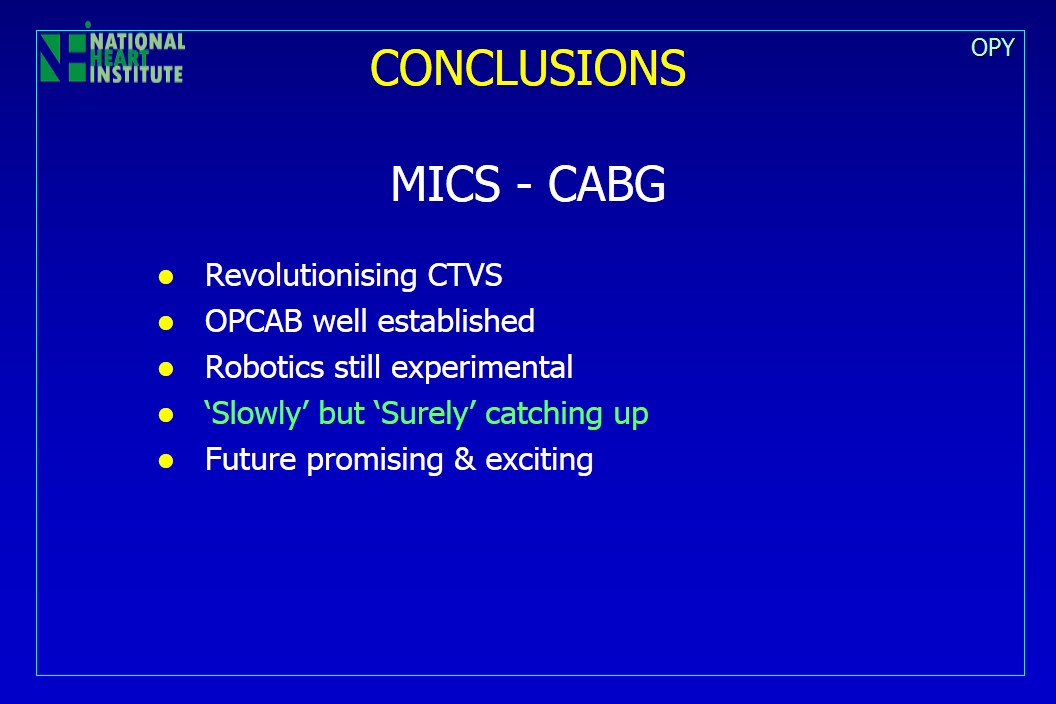 NATIONAL
HEART
INSTITUTE
OPY
CONCLUSIONS
MICS - CABG
● Revolutionising CTVS
● OPCAB well established
● Robotics still experimental
● ‘Slowly’ but ‘Surely’ catching up
● Future promising & exciting